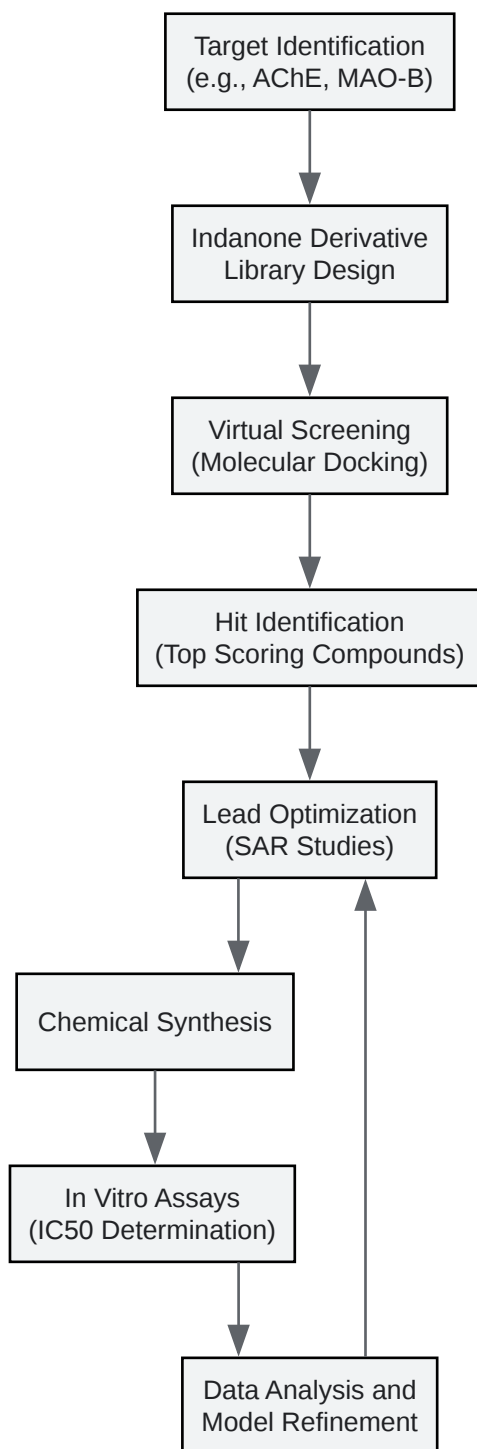 Target Identification
(e.g., AChE, MAO-B)
Indanone Derivative
Library Design
Virtual Screening
(Molecular Docking)
Hit Identification
(Top Scoring Compounds)
Lead Optimization
(SAR Studies)
Chemical Synthesis
In Vitro Assays
(IC50 Determination)
Data Analysis and
Model Refinement